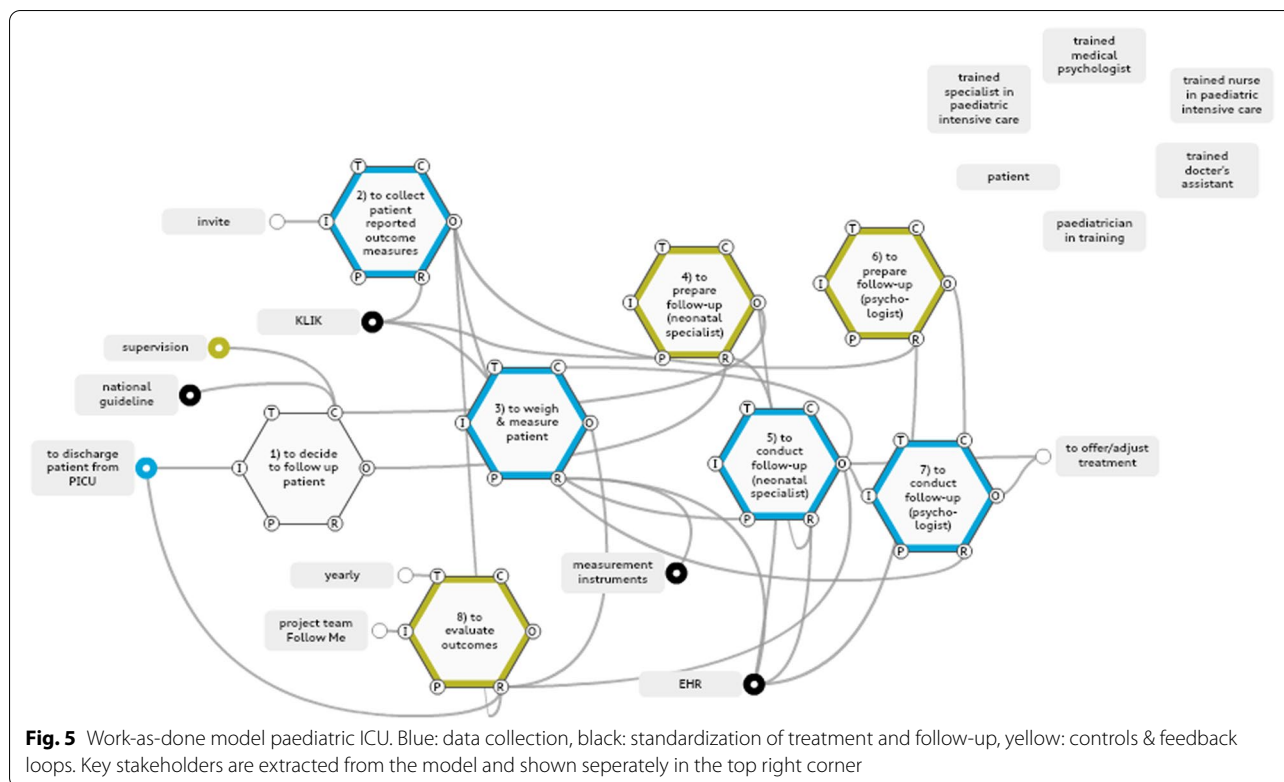 trained
medical
psychologist
trained
specialist in
paediatric
intensive care
trained nurse
in paediatric
intensive care
patient
trained
docter's
assistant
paediatrician
in training
T
C
I
O
P
R
2) to collect
patient
reported
outcome
measures
invite
KLIK
supervision
national
guideline
to discharge
patient from
PICU
T
C
I
O
P
R
1) to decide
to follow up
patient
T
C
I
O
P
R
3) to weigh
& measure
patient
T
C
I
O
P
R
4) to
prepare
follow-up
(neonatal
specialist)
T
C
I
O
P
R
6) to
prepare
follow-up
(psycho-
logist)
T
C
I
O
P
R
5) to
conduct
follow-up
(neonatal
specialist)
T
C
I
O
P
R
7) to
conduct
follow-up
(psycho-
logist)
to offer/adjust
treatment
measurement
instruments
yearly
project team
Follow Me
T
C
I
O
P
R
8) to
evaluate
outcomes
EHR
Fig. 5 Work-as-done model paediatric ICU. Blue: data collection, black: standardization of treatment and follow-up, yellow: controls & feedback
loops. Key stakeholders are extracted from the model and shown seperately in the top right corner